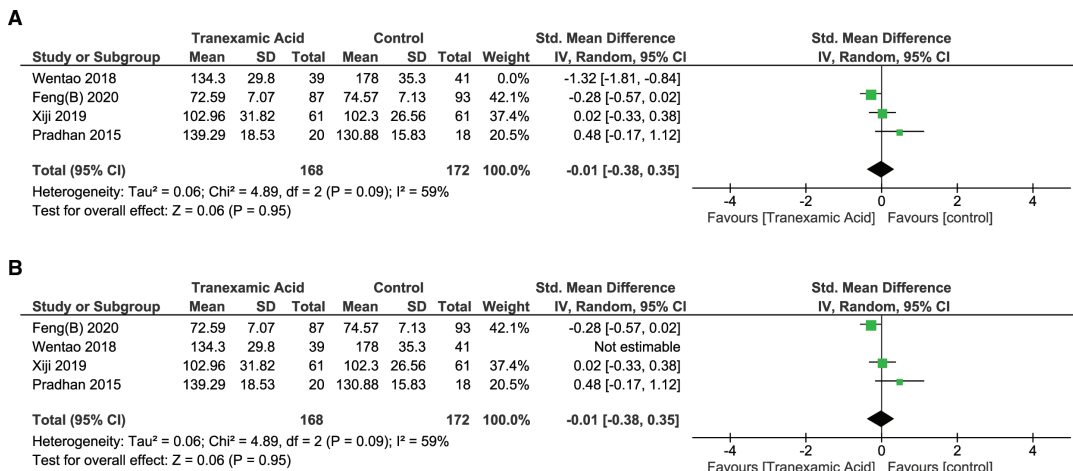 A
Tranexamic Acid Control Std. Mean Difference Std. Mean Difference
Study or Subgroup Mean SD Total Mean SD Total Weight IV, Random, 95% CI IV, Random, 95% CI
Wentao 2018 134.3 29.8 39 178 35.3 41 0.0% -1.32 [-1.81, -0.84]
Feng(B) 2020 72.59 7.07 87 74.57 7.13 93 42.1% -0.28 [-0.57, 0.02]
Xiji 2019 102.96 31.82 61 102.3 26.56 61 37.4% 0.02 [-0.33, 0.38]
Pradhan 2015 139.29 18.53 20 130.88 15.83 18 20.5% 0.48 [-0.17, 1.12]
Total (95% CI) 168 172 100.0% -0.01 [-0.38, 0.35]
Heterogeneity: Tau² = 0.06; Chi² = 4.89, df = 2 (P = 0.09); I² = 59%
Test for overall effect: Z = 0.06 (P = 0.95)
-4 -2 0 2 4
Favours [Tranexamic Acid] Favours [control]
B
Tranexamic Acid Control Std. Mean Difference Std. Mean Difference
Study or Subgroup Mean SD Total Mean SD Total Weight IV, Random, 95% CI IV, Random, 95% CI
Feng(B) 2020 72.59 7.07 87 74.57 7.13 93 42.1% -0.28 [-0.57, 0.02]
Wentao 2018 134.3 29.8 39 178 35.3 41 Not estimable
Xiji 2019 102.96 31.82 61 102.3 26.56 61 37.4% 0.02 [-0.33, 0.38]
Pradhan 2015 139.29 18.53 20 130.88 15.83 18 20.5% 0.48 [-0.17, 1.12]
Total (95% CI) 168 172 100.0% -0.01 [-0.38, 0.35]
Heterogeneity: Tau² = 0.06; Chi² = 4.89, df = 2 (P = 0.09); I² = 59%
Test for overall effect: Z = 0.06 (P = 0.95)
-4 -2 0 2 4
Favours [Tranexamic Acid] Favours [control]